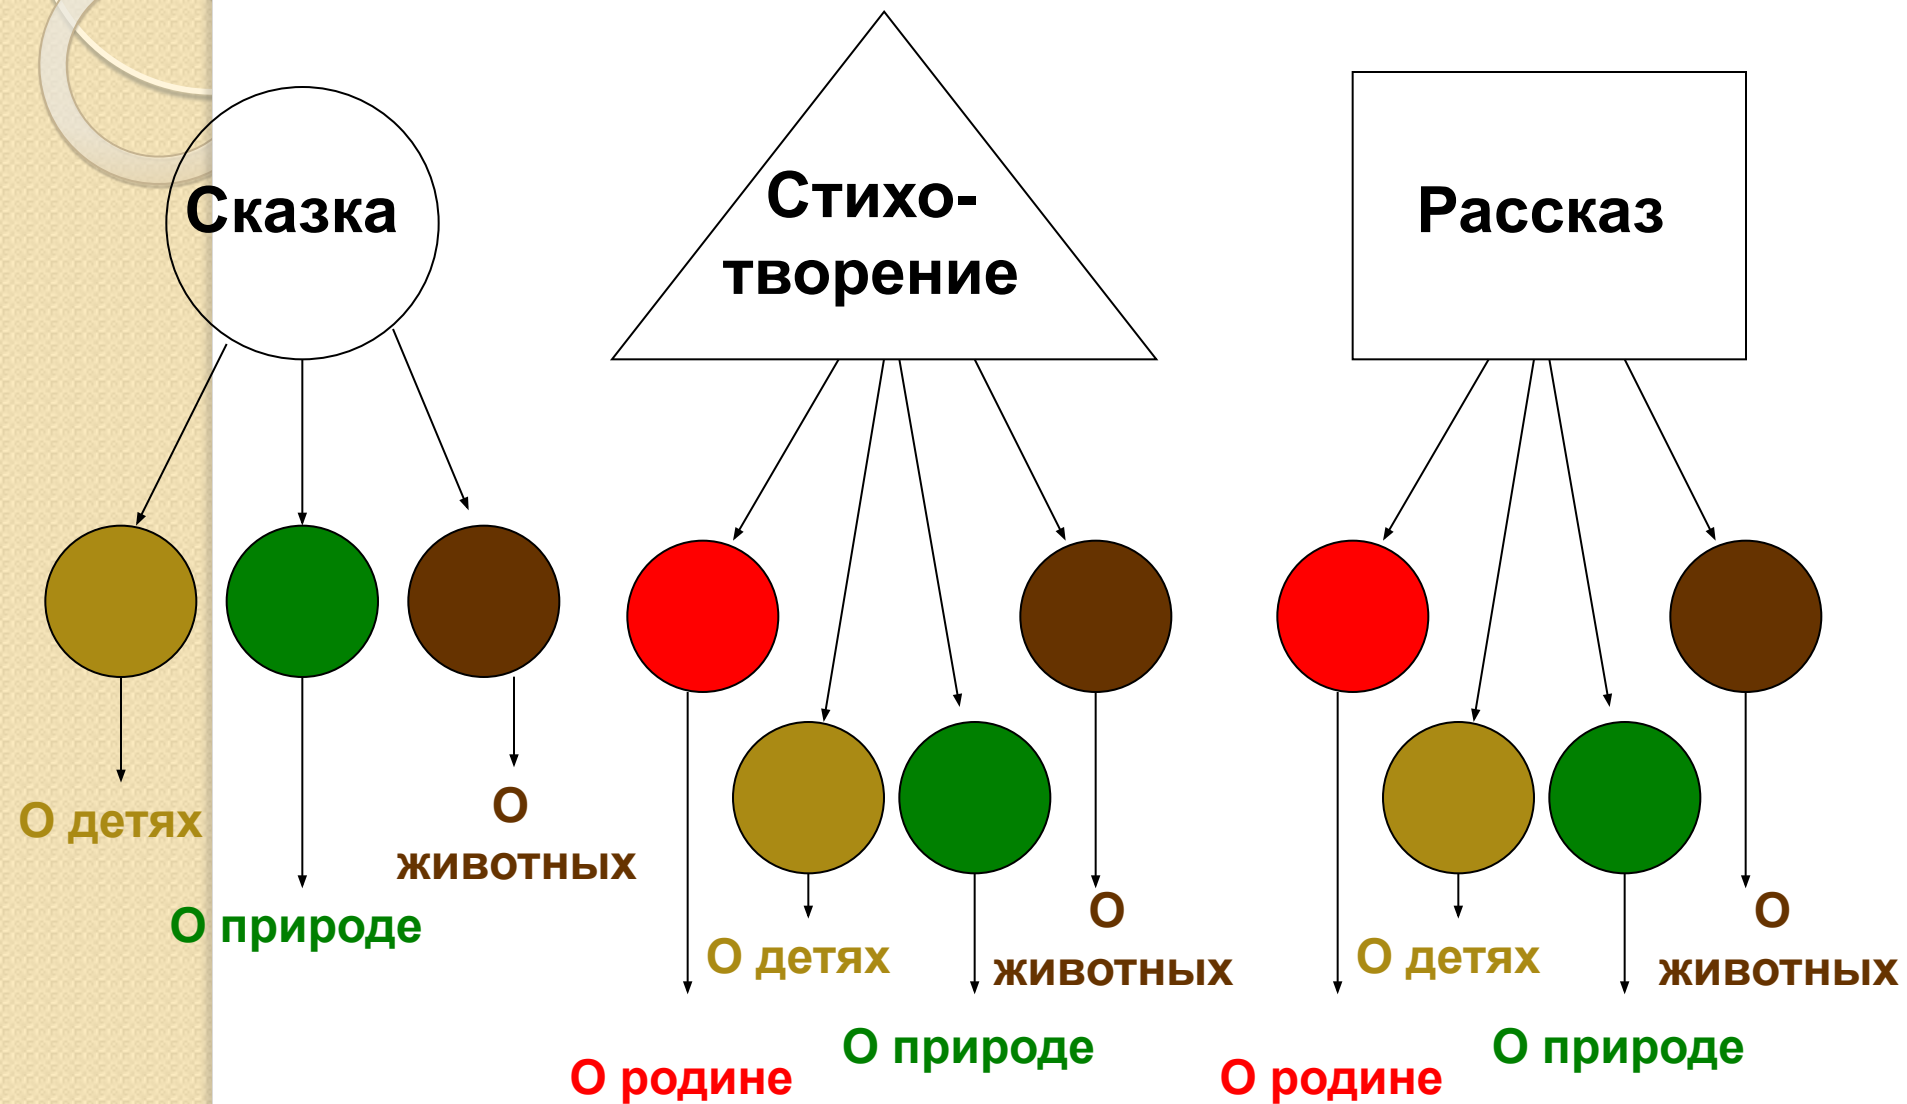 Сказка
Стихо-
творение
Рассказ
О детях
О
животных
О природе
О родине
О детях
О природе
О
животных
О родине
О детях
О природе
О
животных